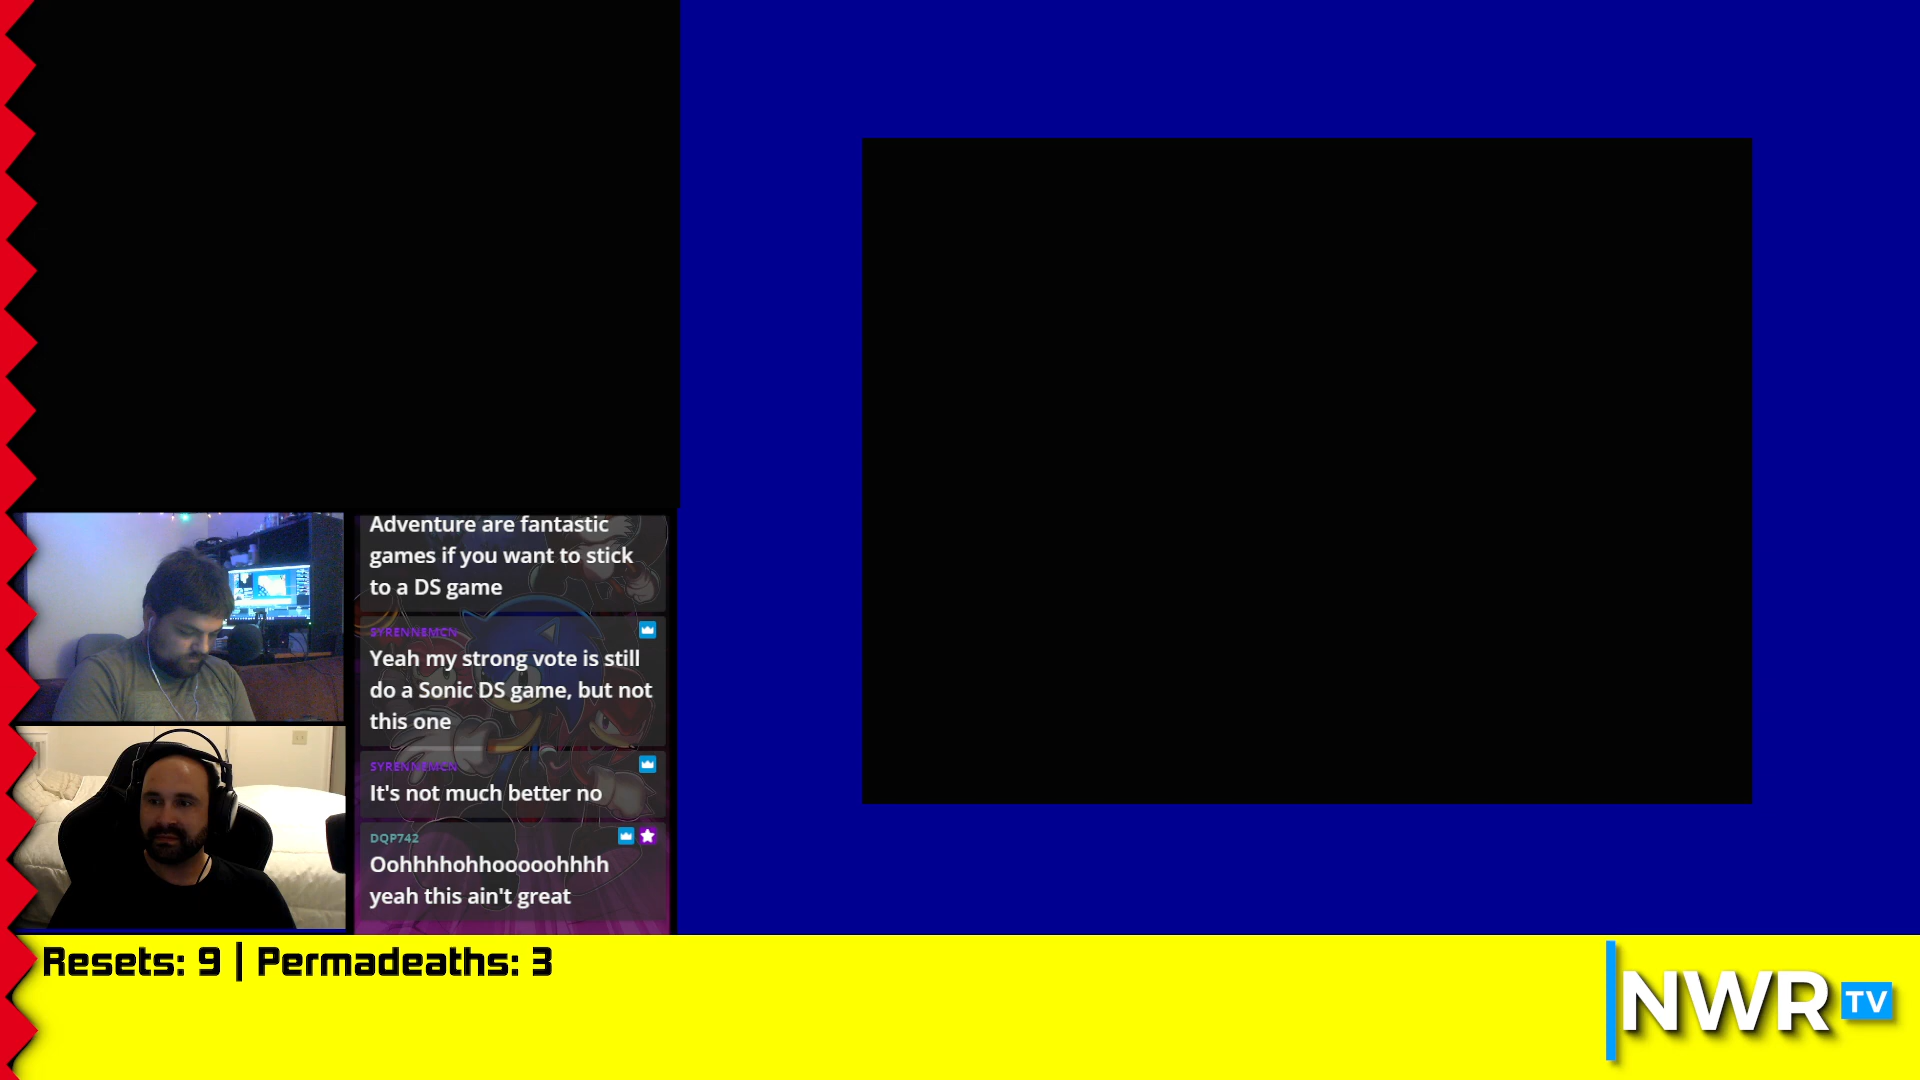 Adventure are fantastic
games if you want to stick
to a DS game
SYRENNEMCN
Yeah my strong vote is still
do a Sonic DS game, but not
this one
SYRENNEMCN
It's not much better no
DQP742
Oohhhhohhooooohhhh
yeah this ain't great
Resets: 9 | Permadeaths: 3
NWR
TV